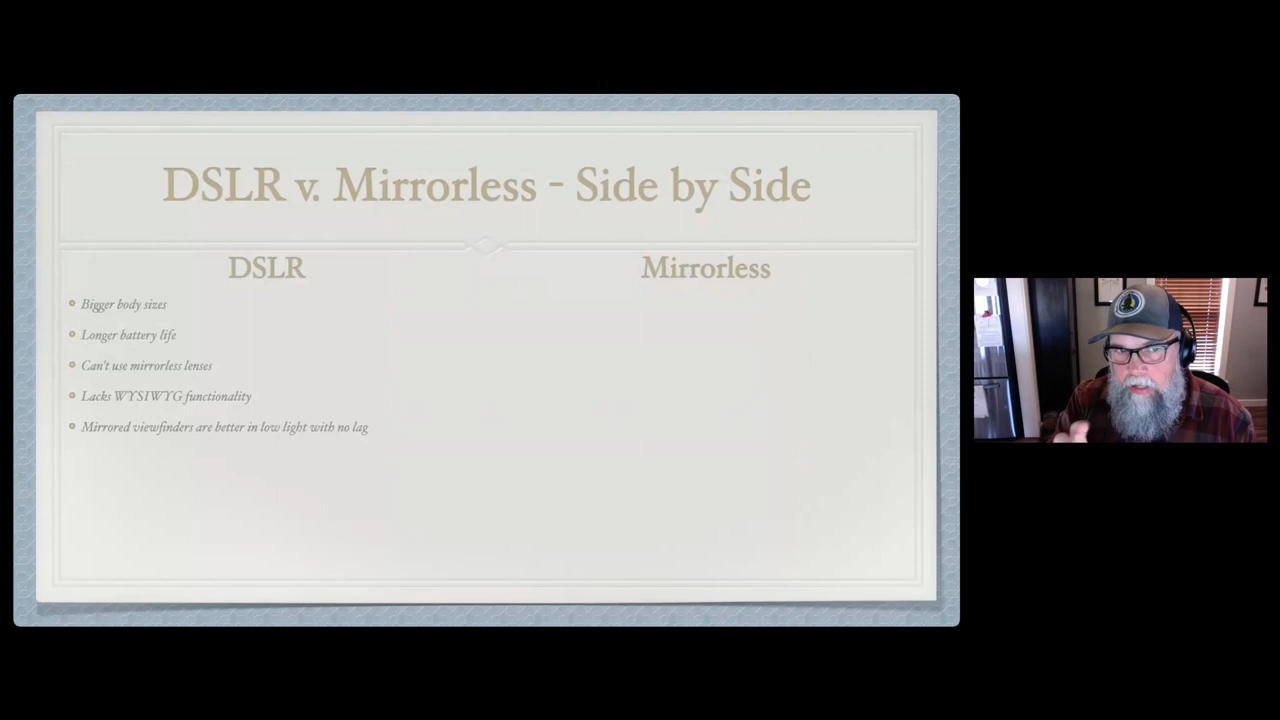 DSLR v. Mirrorless - Side by Side
DSLR
Mirrorless
Bigger body sizes
Longer battery life
Can't use mirrorless lenses
Lacks WYSIWYG functionality
Mirrored viewfinders are better in low light with no lag